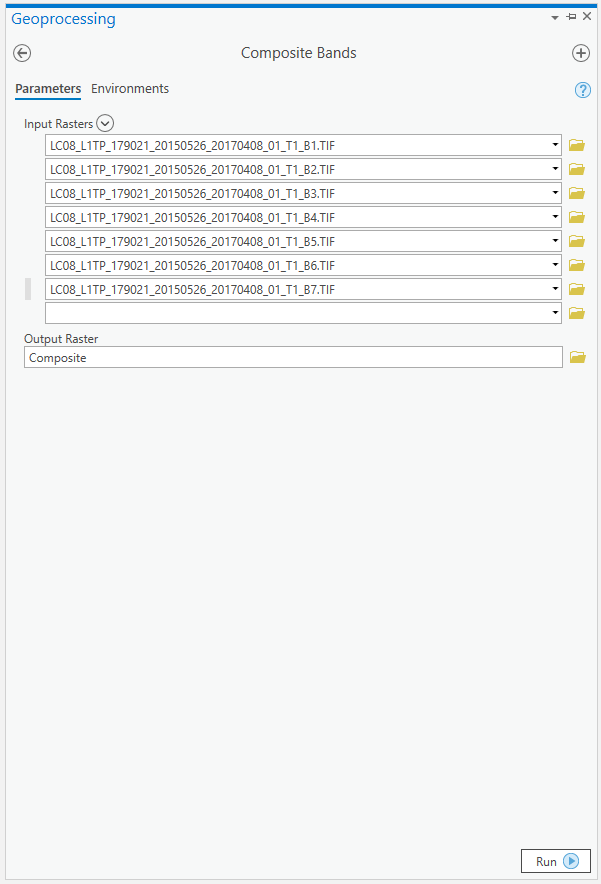 Geoprocessing
Composite Bands
Parameters Environments
Input Rasters
LC08_L1TP_179021_20150526_20170408_01_T1_B1.TIF
LC08_L1TP_179021_20150526_20170408_01_T1_B2.TIF
LC08_L1TP_179021_20150526_20170408_01_T1_B3.TIF
LC08_L1TP_179021_20150526_20170408_01_T1_B4.TIF
LC08_L1TP_179021_20150526_20170408_01_T1_B5.TIF
LC08_L1TP_179021_20150526_20170408_01_T1_B6.TIF
LC08_L1TP_179021_20150526_20170408_01_T1_B7.TIF
Output Raster
Composite
Run